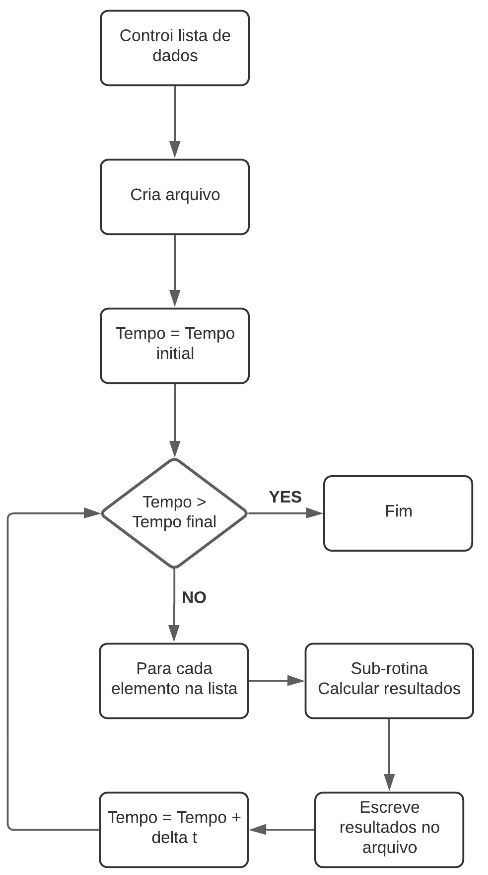 Controi lista de
dados
Cria arquivo
Tempo = Tempo
initial
Tempo >
Tempo final
YES
Fim
NO
Para cada
elemento na lista
Sub-rotina
Calcular resultados
Escreve
resultados no
arquivo
Tempo = Tempo +
delta t